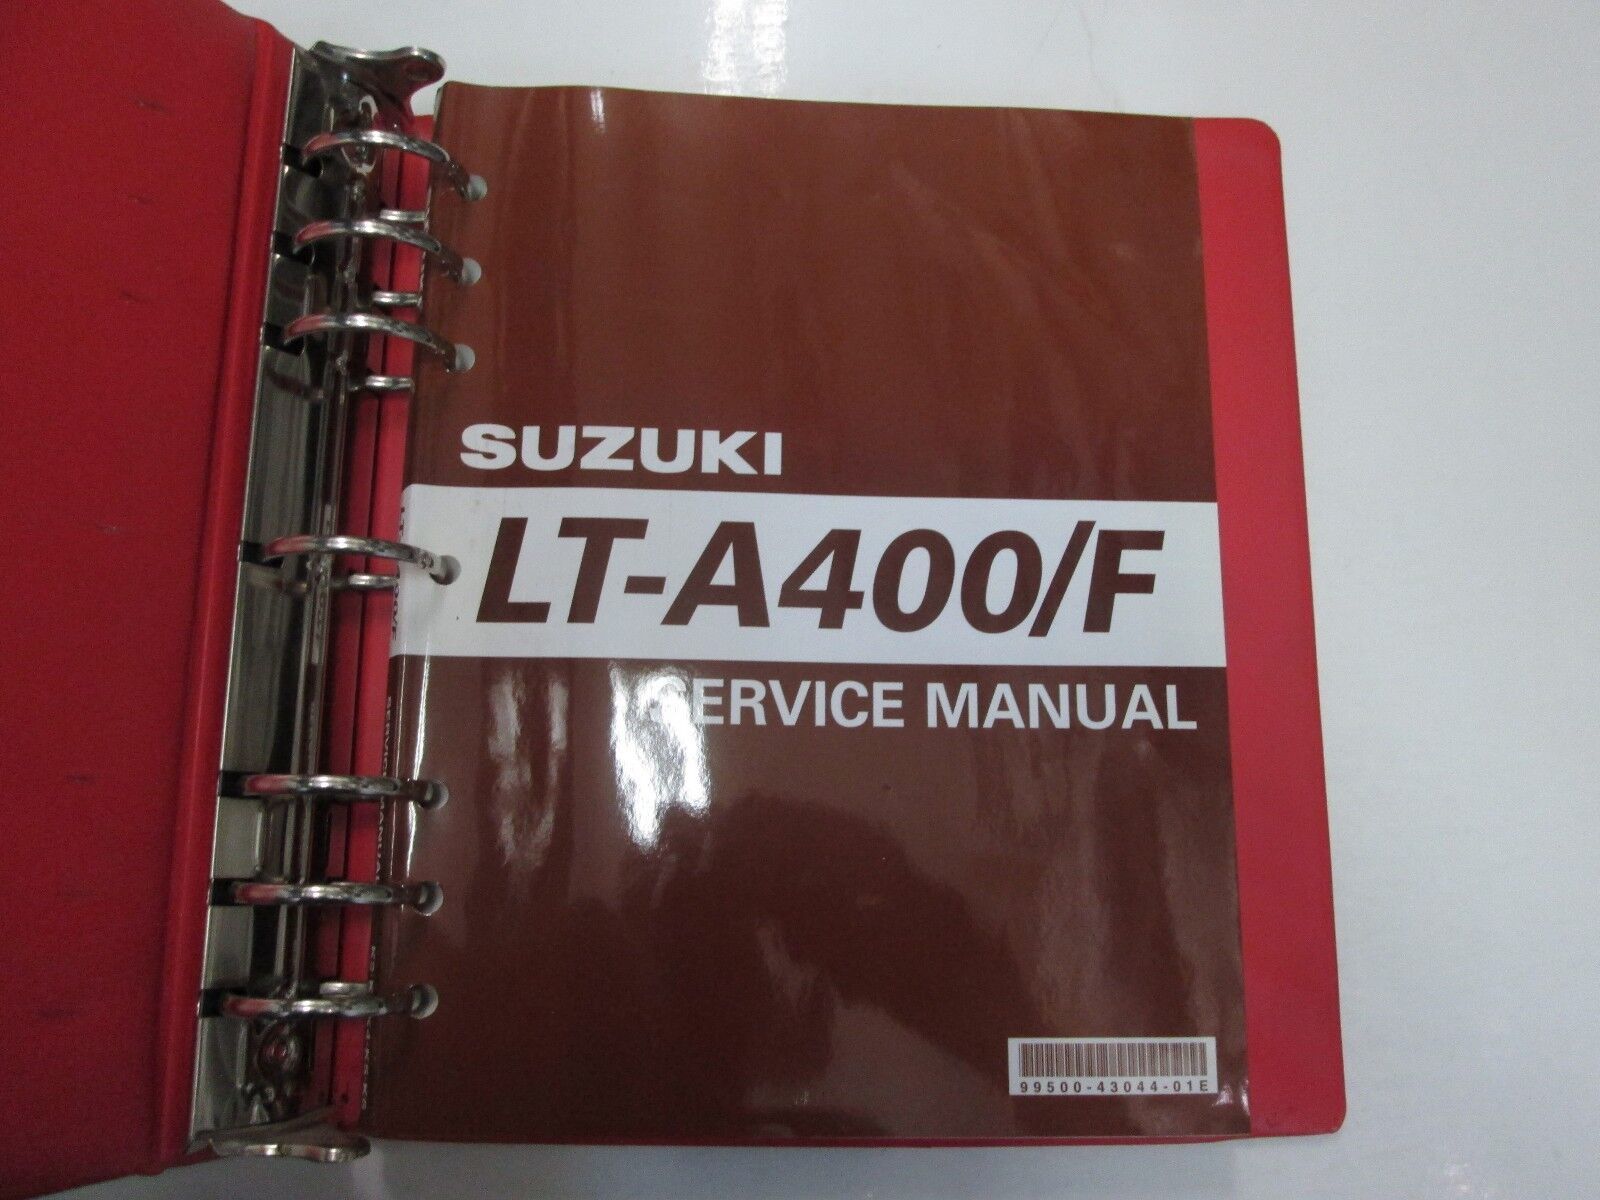 SUZUKI
LT-A400/F
SERVICE MANUAL
99500-43044-01E